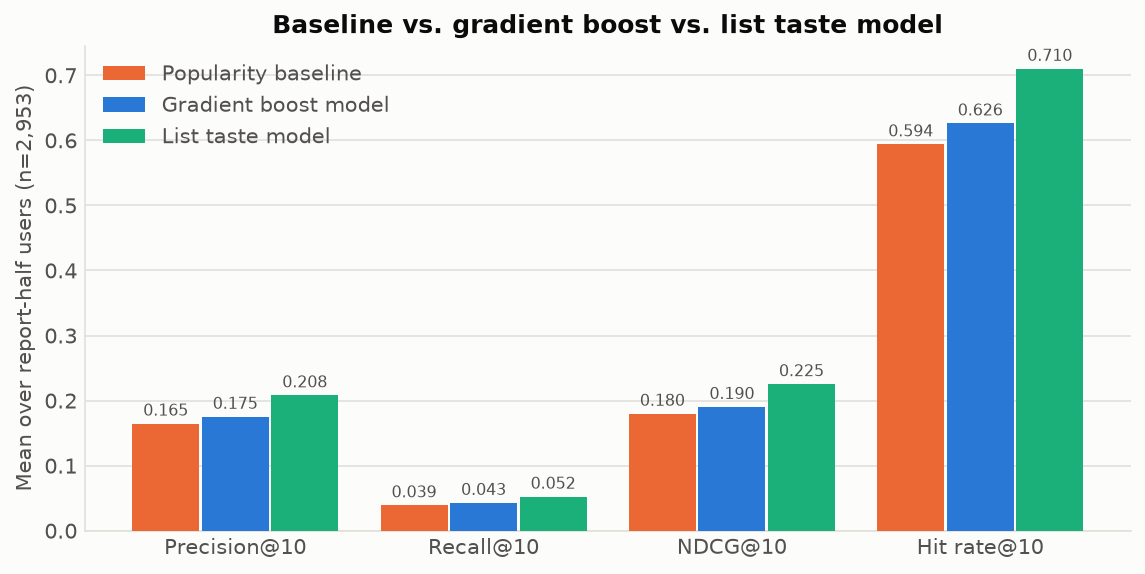 Baseline vs. gradient boost vs. list taste model
Mean over report-half users (n=2,953)
0.7
0.6
0.5
0.4
0.3
0.2
0.1
0.0
Popularity baseline
Gradient boost model
List taste model
0.165
0.175
0.208
0.039
0.043
0.052
0.180
0.190
0.225
0.594
0.626
0.710
Precision@10
Recall@10
NDCG@10
Hit rate@10